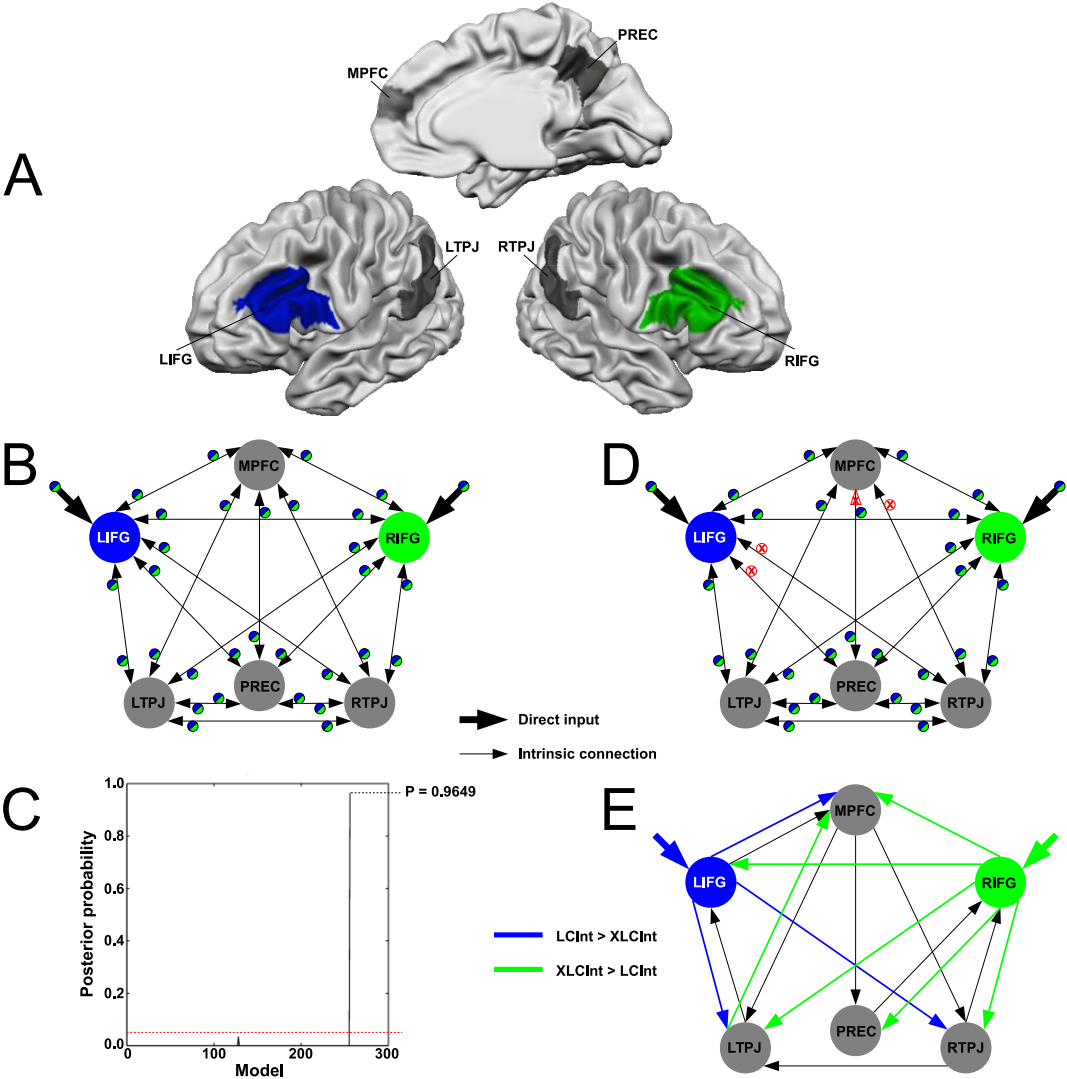 A
PREC
MPFC
LTPJ
RTPJ
LIFG
RIFG
B
MPFC
LIFG
RIFG
LTPJ
PREC
RTPJ
D
MPFC
X
X
X
X
LIFG
RIFG
LTPJ
PREC
RTPJ
Direct input
Intrinsic connection
C
1.0
0.8
0.6
0.4
0.2
0.0
P = 0.9649
Posterior probability
0
100
200
300
Model
E
MPFC
LIFG
RIFG
LTPJ
PREC
RTPJ
LCInt > XLCInt
XLCInt > LCInt